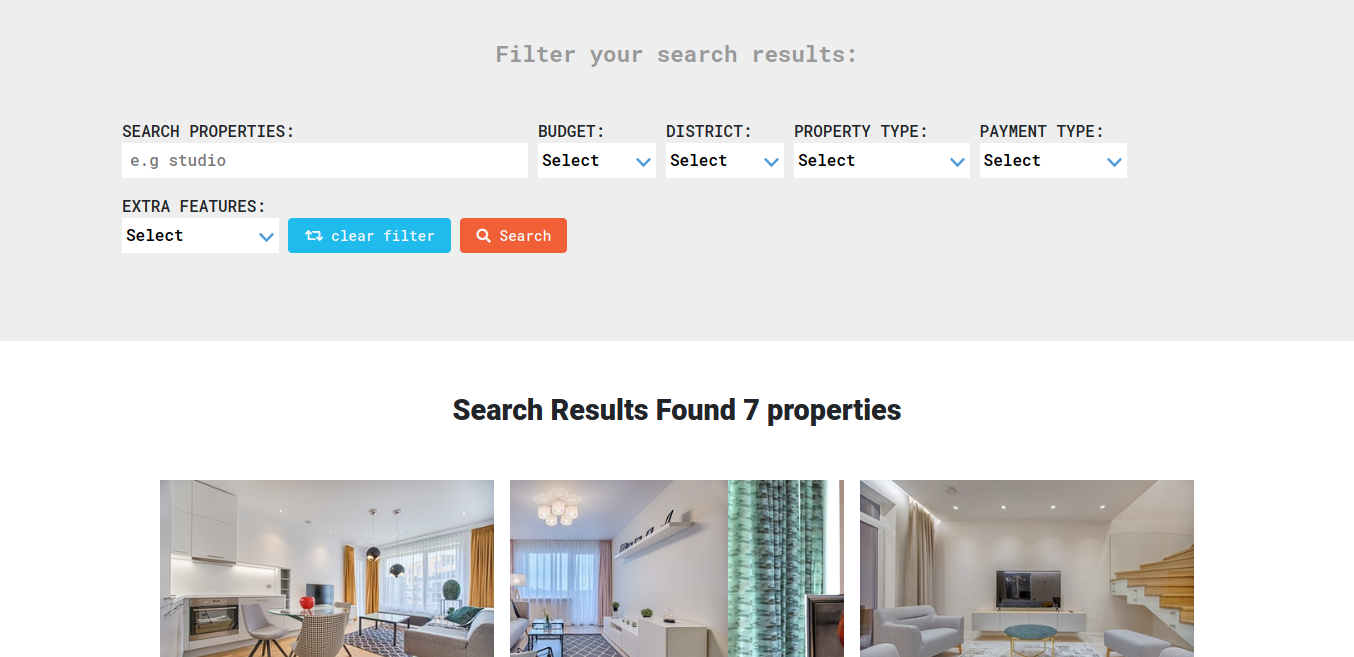 Filter your search results:
SEARCH PROPERTIES: BUDGET: DISTRICT: PROPERTY TYPE: PAYMENT TYPE:
e.g studio Select Select Select Select
EXTRA FEATURES:
Select clear filter Search
Search Results Found 7 properties